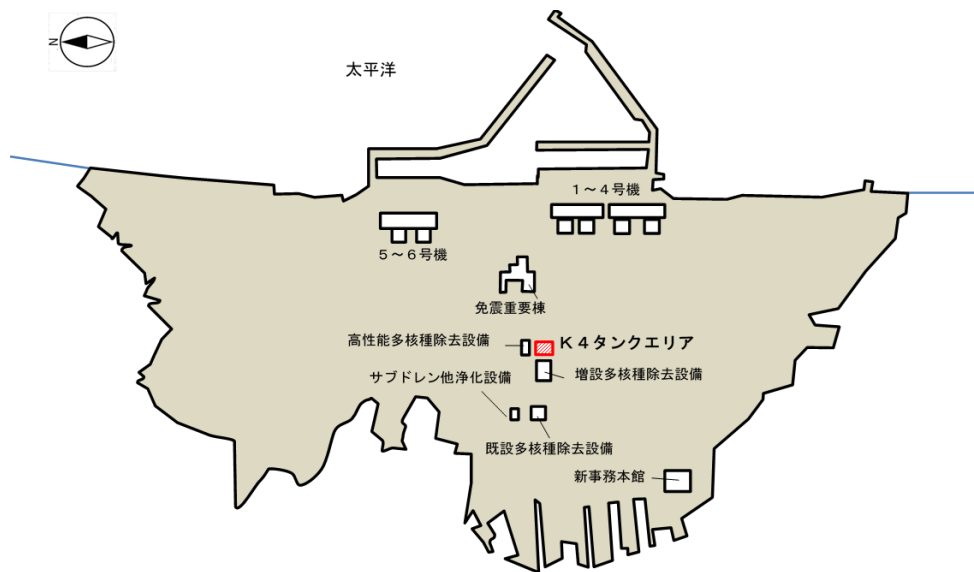 N
太平洋
1～4号機
5～6号機
免震重要棟
高性能多核種除去設備
K4タンクエリア
サブドレン他浄化設備
増設多核種除去設備
既設多核種除去設備
新事務本館